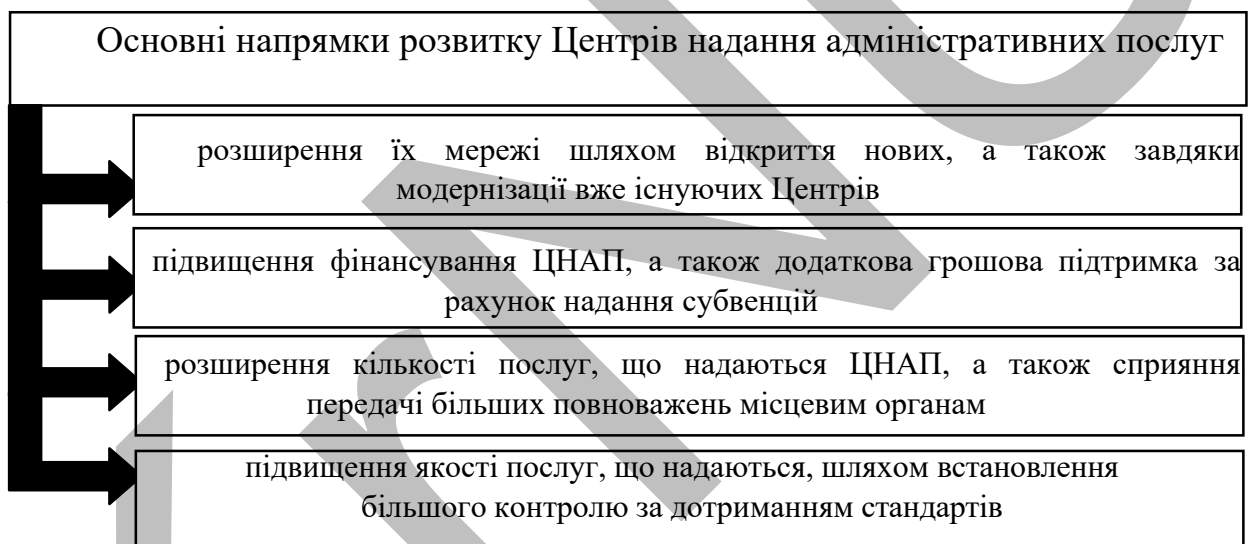 Основні напрямки розвитку Центрів надання адміністративних послуг
розширення їх мережі шляхом відкриття нових, а також завдяки
модернізації вже існуючих Центрів
підвищення фінансування ЦНАП, а також додаткова грошова підтримка за
рахунок надання субвенцій
розширення кількості послуг, що надаються ЦНАП, а також сприяння
передачі більших повноважень місцевим органам
підвищення якості послуг, що надаються, шляхом встановлення
більшого контролю за дотриманням стандартів